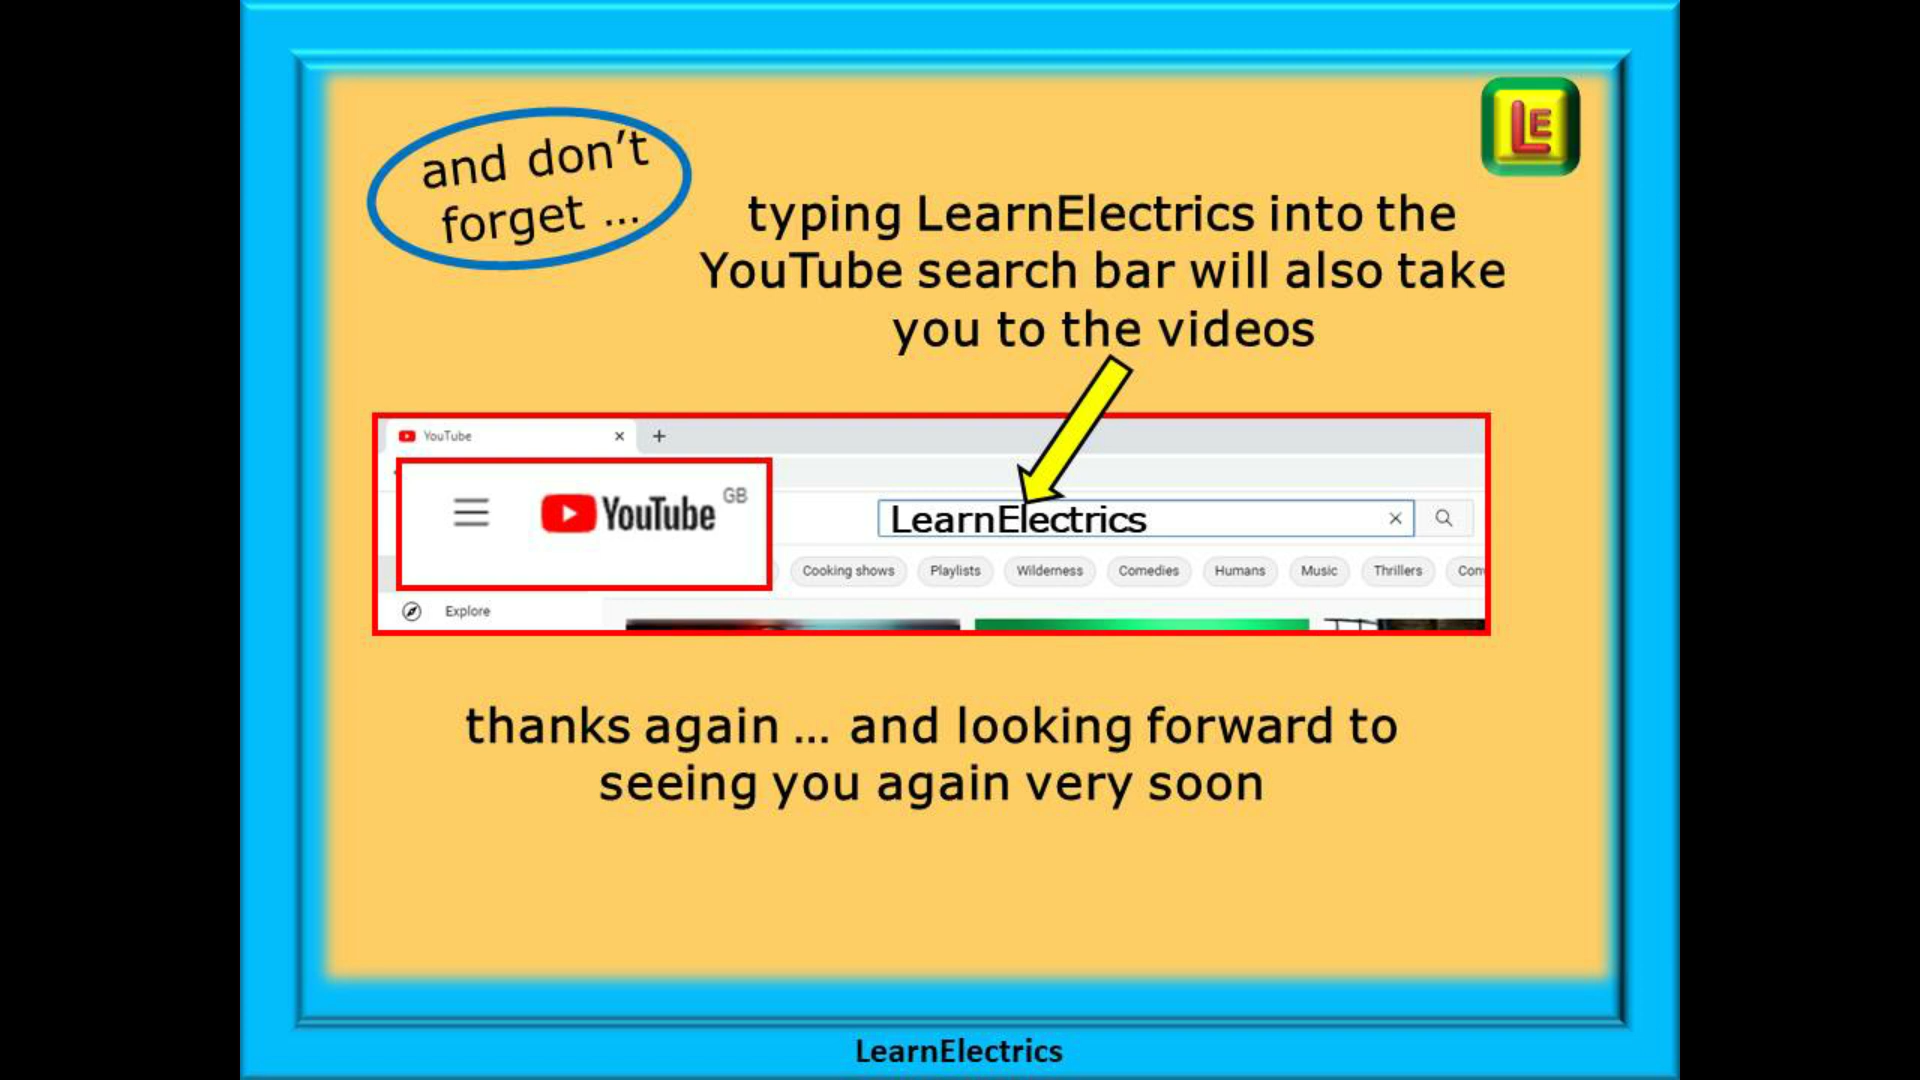 and don't
forget ...
LE
typing LearnElectrics into the
YouTube search bar will also take
you to the videos
YouTube
YouTube GB
LearnElectrics
Cooking shows Playlists Wilderness Comedies Humans Music Thrillers
Explore
thanks again ... and looking forward to
seeing you again very soon
LearnElectrics